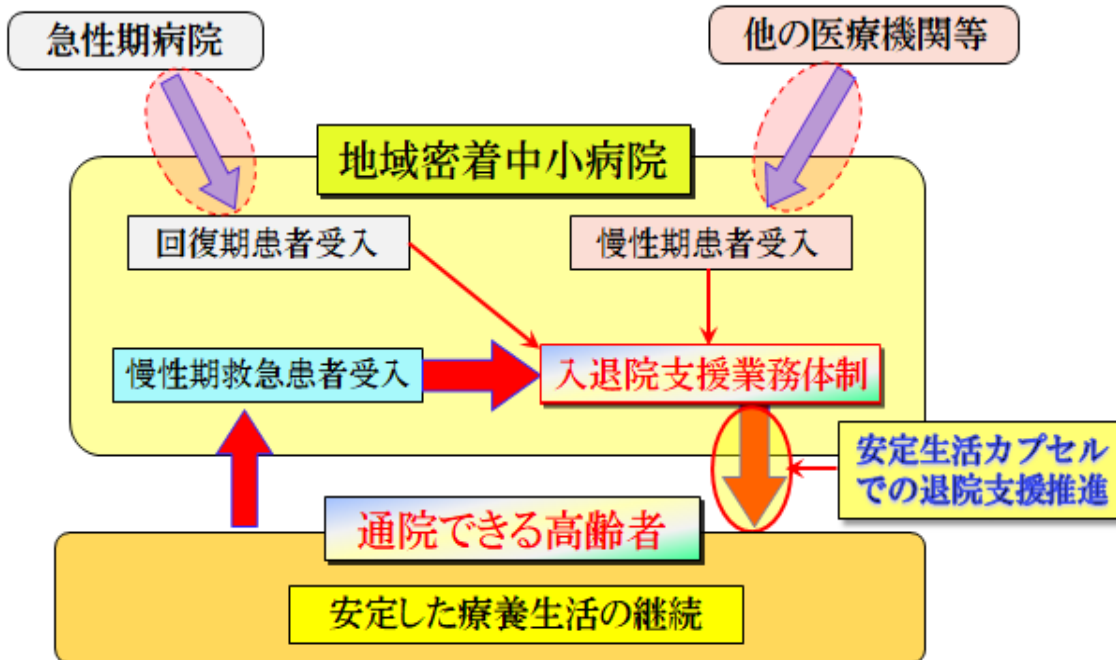 急性期病院
他の医療機関等
地域密着中小病院
回復期患者受入
慢性期患者受入
慢性期救急患者受入
入退院支援業務体制
安定生活カプセル
での退院支援推進
通院できる高齢者
安定した療養生活の継続